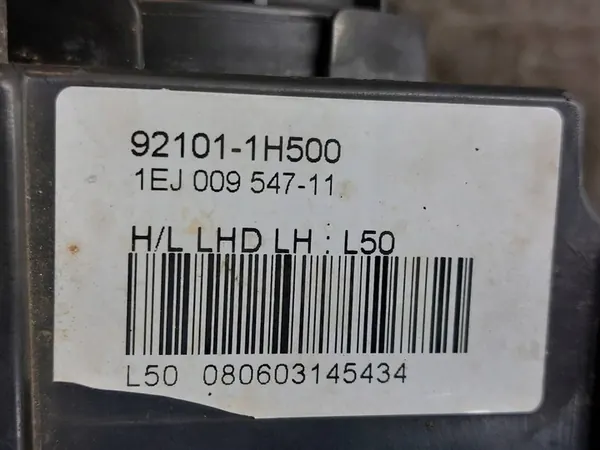 92101-1H500
1EJ 009 547-11
H/L LHD LH : L50
L50 080603145434